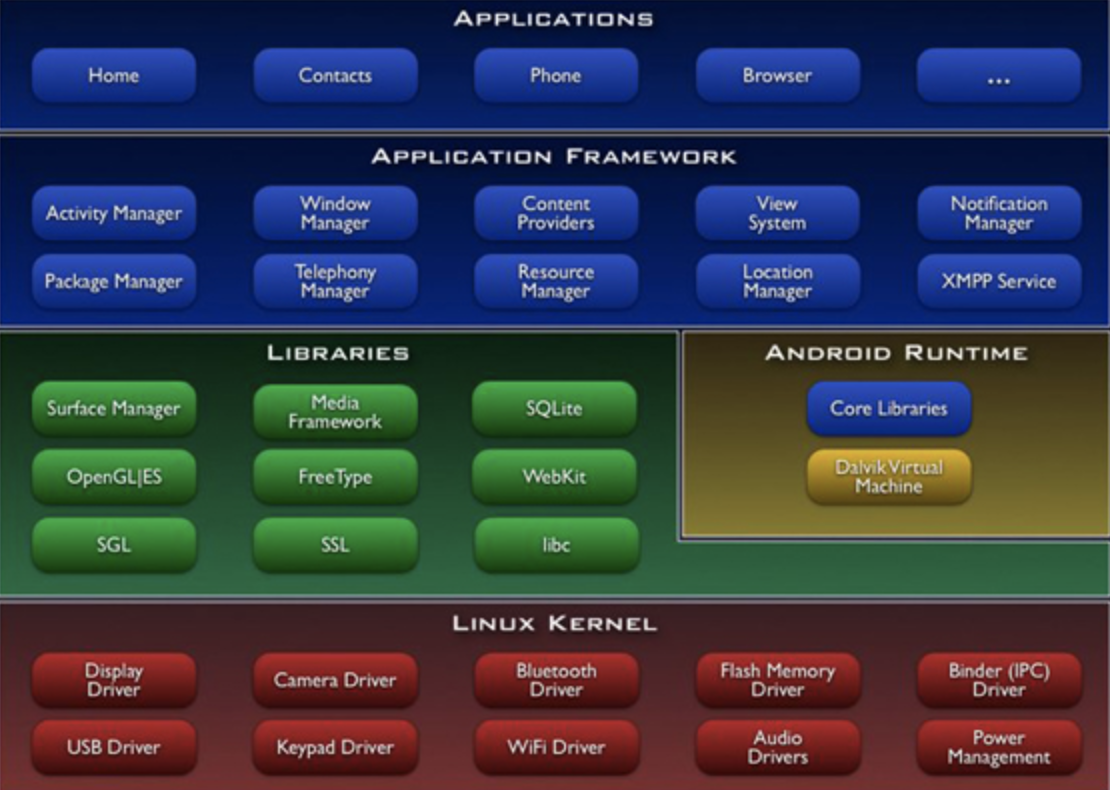 APPLICATIONS
Home
Contacts
Phone
Browser
...
APPLICATION FRAMEWORK
Activity Manager
Window
Manager
Content
Providers
View
System
Notification
Manager
Package Manager
Telephony
Manager
Resource
Manager
Location
Manager
XMPP Service
LIBRARIES
Surface Manager
Media
Framework
SQLite
OpenGL|ES
FreeType
WebKit
SGL
SSL
libc
ANDROID RUNTIME
Core Libraries
Dalvik Virtual
Machine
LINUX KERNEL
Display
Driver
Camera Driver
Bluetooth
Driver
Flash Memory
Driver
Binder (IPC)
Driver
USB Driver
Keypad Driver
WiFi Driver
Audio
Drivers
Power
Management